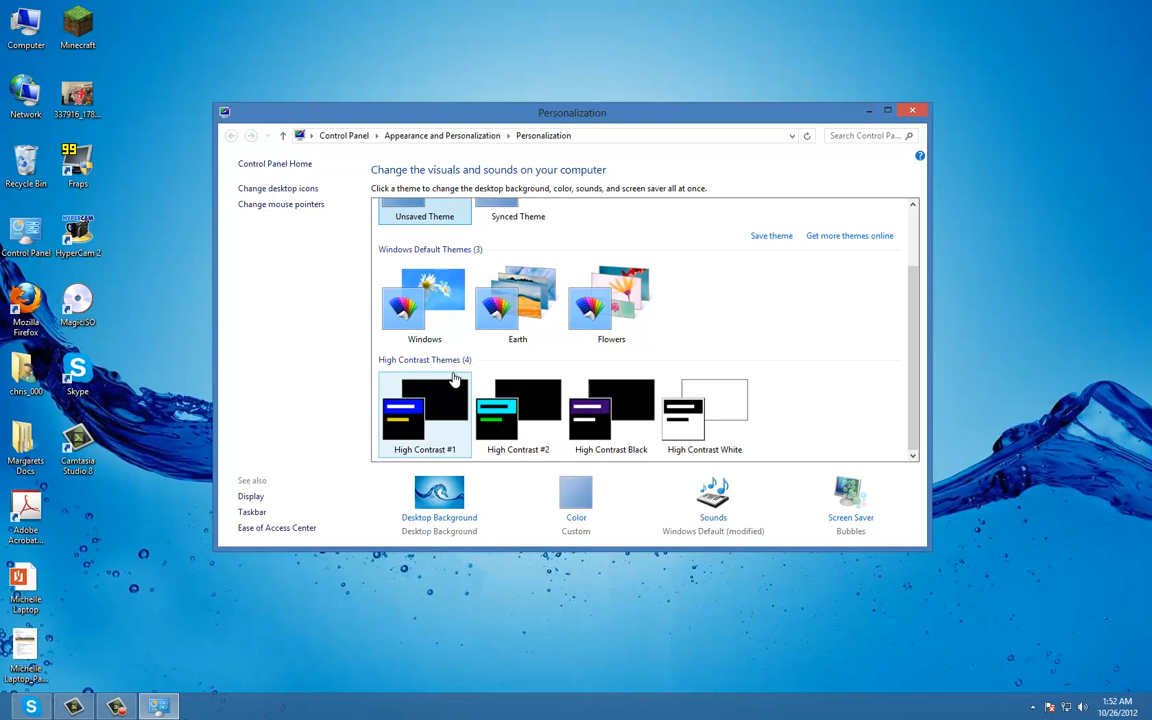 Computer
Minecraft
Network
337916_178...
Recycle Bin
99
Fraps
Control Panel
HyperCam 2
Mozilla
Firefox
MagicISO
chris_000
Skype
Margarets
Docs
Camtasia
Studio 8
Adobe
Acrobat...
Michelle
Laptop
Michelle
Laptop_Pa...
Personalization
Control Panel
Appearance and Personalization
Personalization
Search Control Pa...
Control Panel Home
Change desktop icons
Change mouse pointers
See also
Display
Taskbar
Ease of Access Center
Change the visuals and sounds on your computer
Click a theme to change the desktop background, color, sounds, and screen saver all at once.
Unsaved Theme
Synced Theme
Save theme
Get more themes online
Windows Default Themes (3)
Windows
Earth
Flowers
High Contrast Themes (4)
High Contrast #1
High Contrast #2
High Contrast Black
High Contrast White
Desktop Background
Desktop Background
Color
Custom
Sounds
Windows Default (modified)
Screen Saver
Bubbles
1:52 AM
10/26/2012